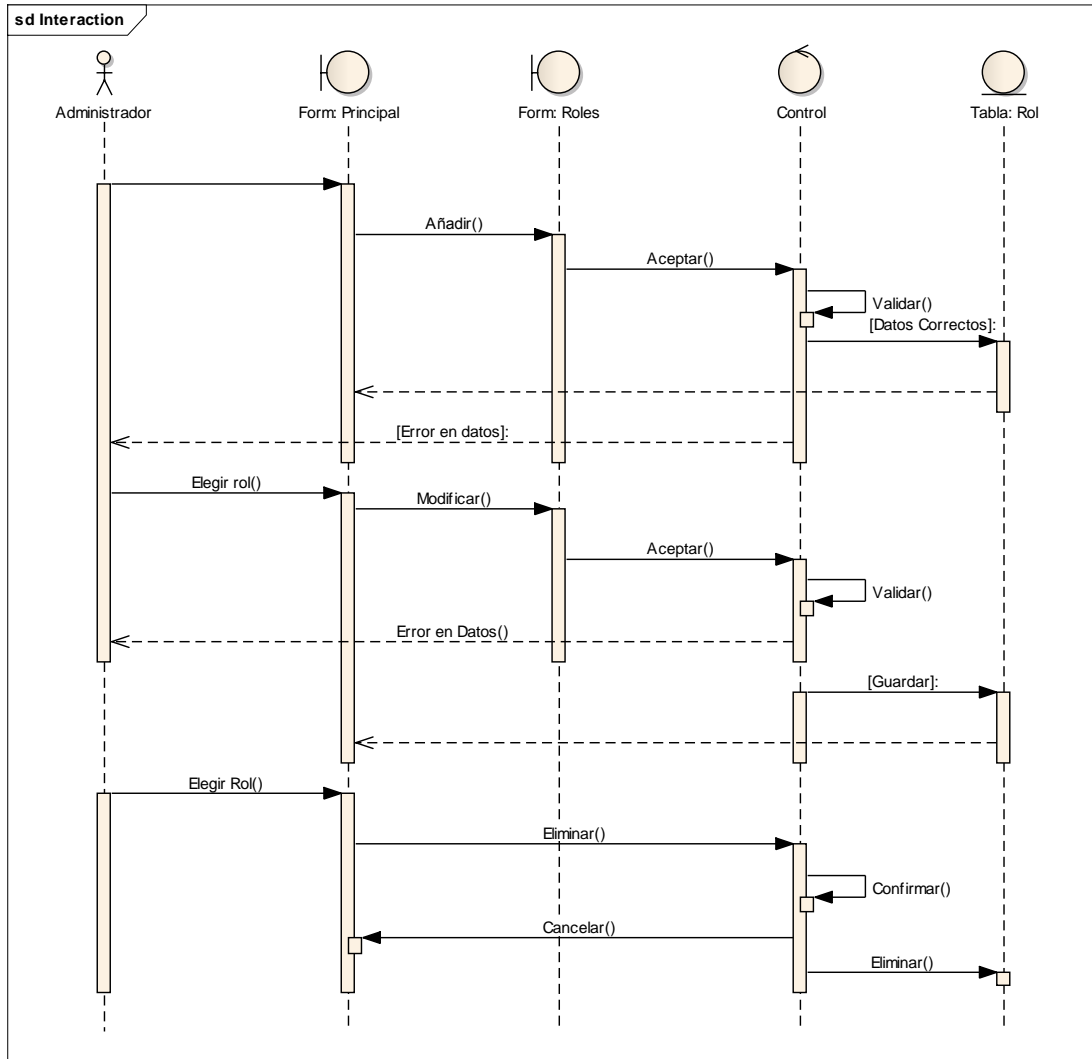 sd Interaction
Administrador
Form: Principal
Form: Roles
Control
Tabla: Rol
Añadir()
Aceptar()
Validar()
[Datos Correctos]:
[Error en datos]:
Elegir rol()
Modificar()
Aceptar()
Validar()
Error en Datos()
[Guardar]:
Elegir Rol()
Eliminar()
Confirmar()
Cancelar()
Eliminar()